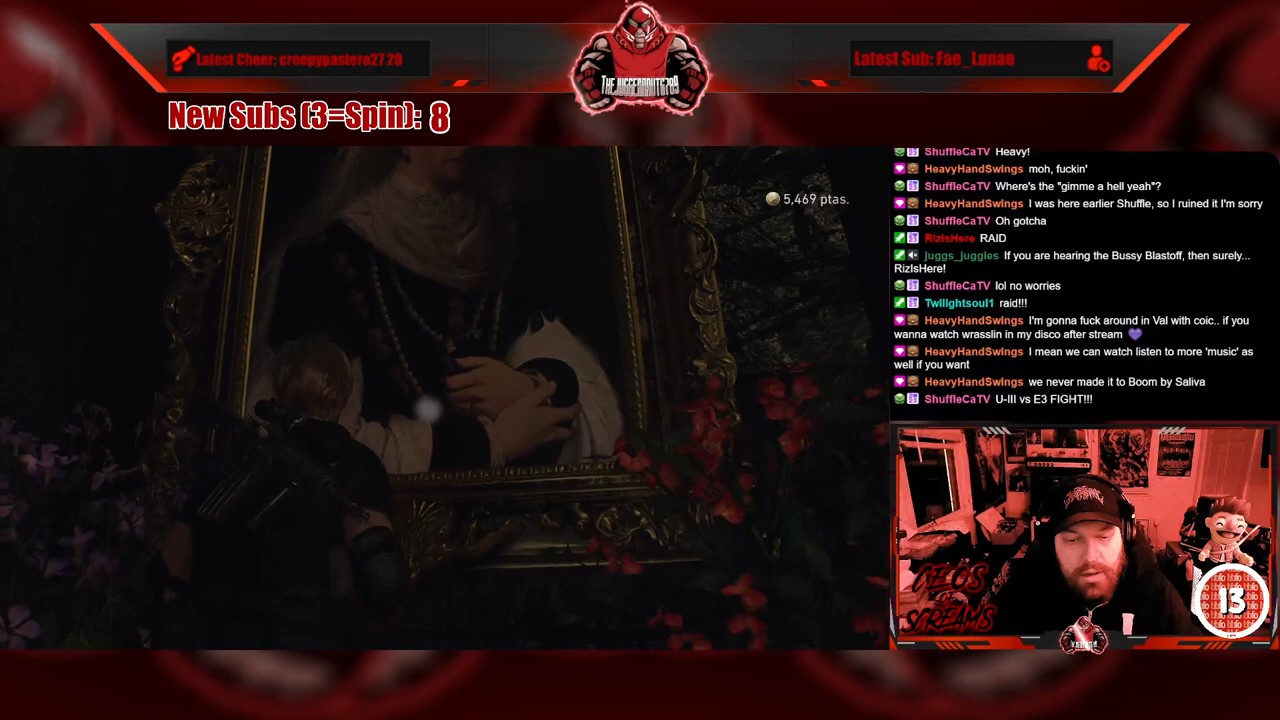 Latest Cheer: creepypastero27 20
Latest Sub: Fae_Lunae
THEJUGGERNAUT6789
New Subs (3=Spin): 8
5,469 ptas.
ShuffleCaTV Heavy!
HeavyHandSwings moh, fuckin'
ShuffleCaTV Where's the "gimme a hell yeah"?
HeavyHandSwings I was here earlier Shuffle, so I ruined it I'm sorry
ShuffleCaTV Oh gotcha
RizIsHere RAID
juggs_juggles If you are hearing the Bussy Blastoff, then surely...
RizIsHere!
ShuffleCaTV lol no worries
Twilightsoul1 raid!!!
HeavyHandSwings I'm gonna fuck around in Val with coic.. if you
wanna watch wrasslin in my disco after stream
HeavyHandSwings I mean we can watch listen to more 'music' as
well if you want
HeavyHandSwings we never made it to Boom by Saliva
ShuffleCaTV U-III vs E3 FIGHT!!!
CEOS
SCREAMS
13